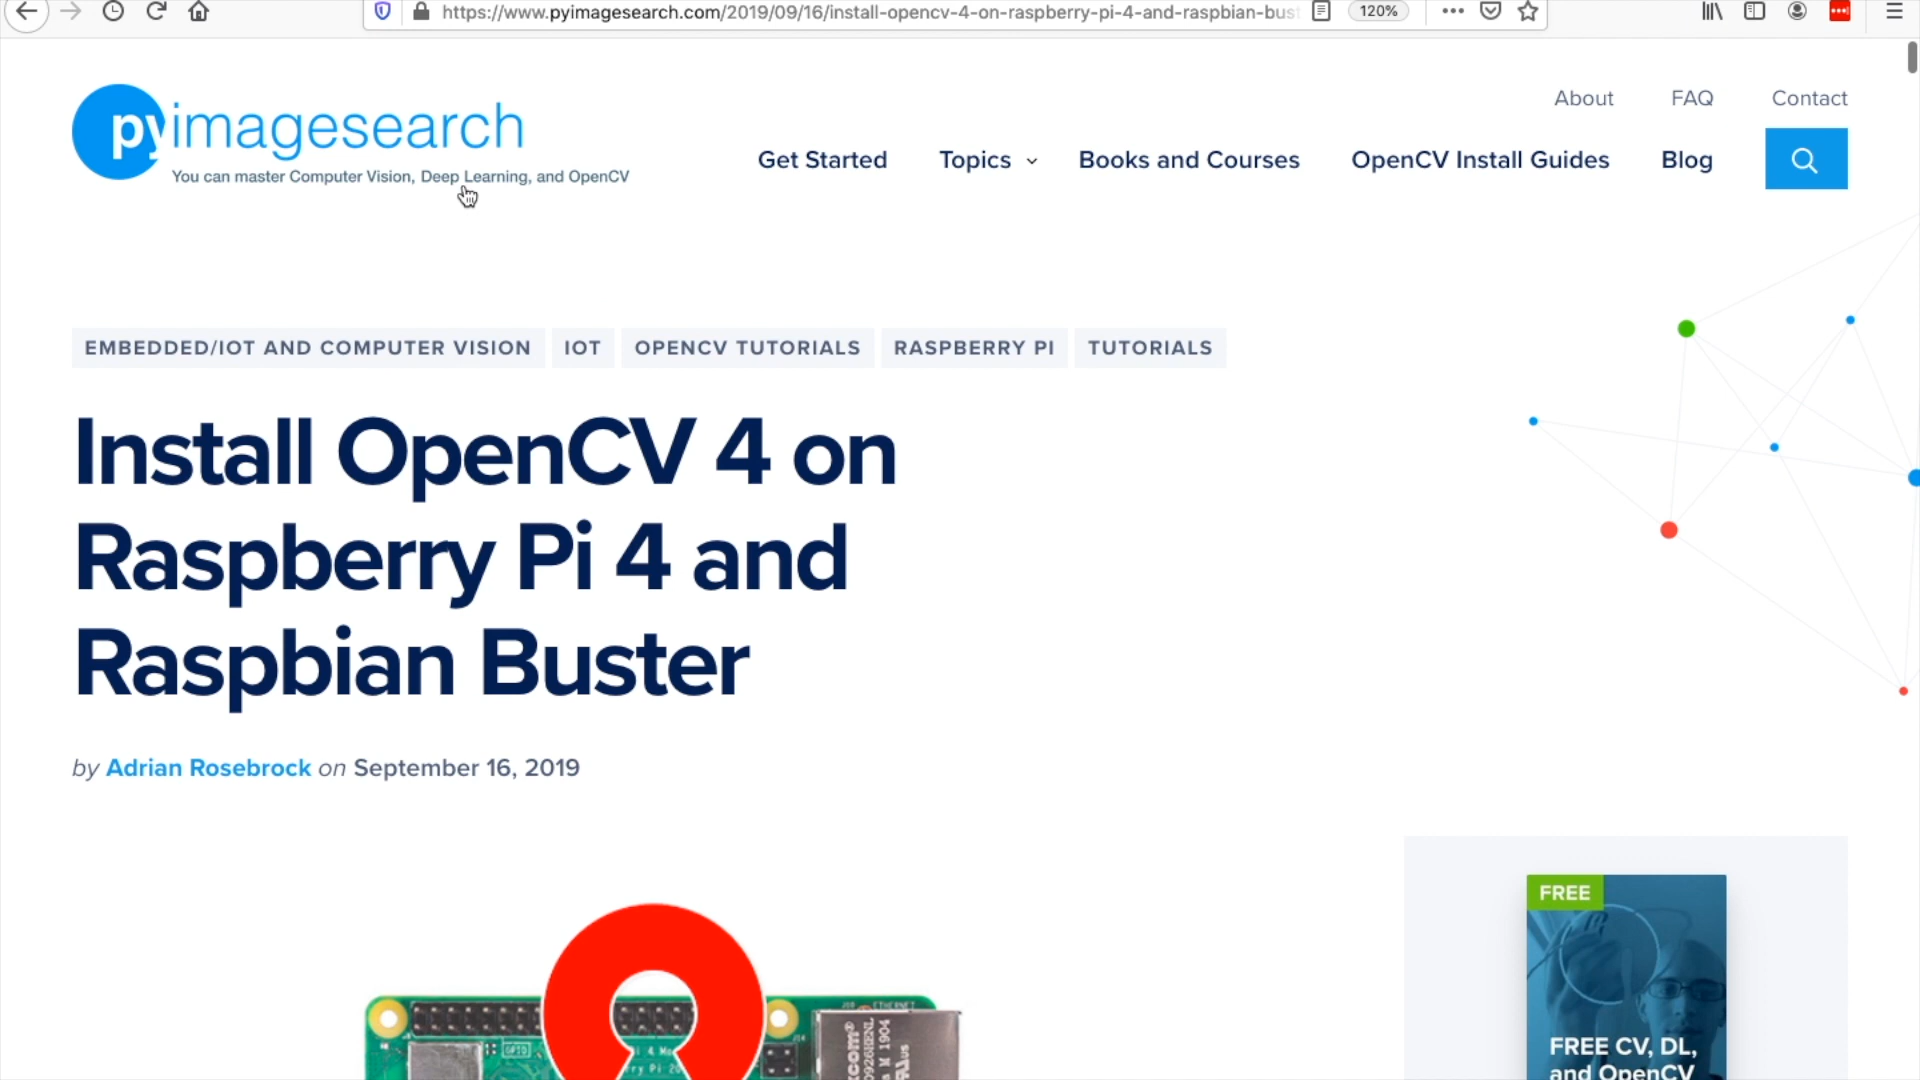 https://www.pyimagesearch.com/2019/09/16/install-opencv-4-on-raspberry-pi-4-and-raspbian-bust
120%
pyimagesearch
You can master Computer Vision, Deep Learning, and OpenCV
About FAQ Contact
Get Started Topics Books and Courses OpenCV Install Guides Blog
EMBEDDED/IOT AND COMPUTER VISION IOT OPENCV TUTORIALS RASPBERRY PI TUTORIALS
Install OpenCV 4 on
Raspberry Pi 4 and
Raspbian Buster
by Adrian Rosebrock on September 16, 2019
FREE
FREE CV, DL,
and OpenCV
GPIO
ETHERNET